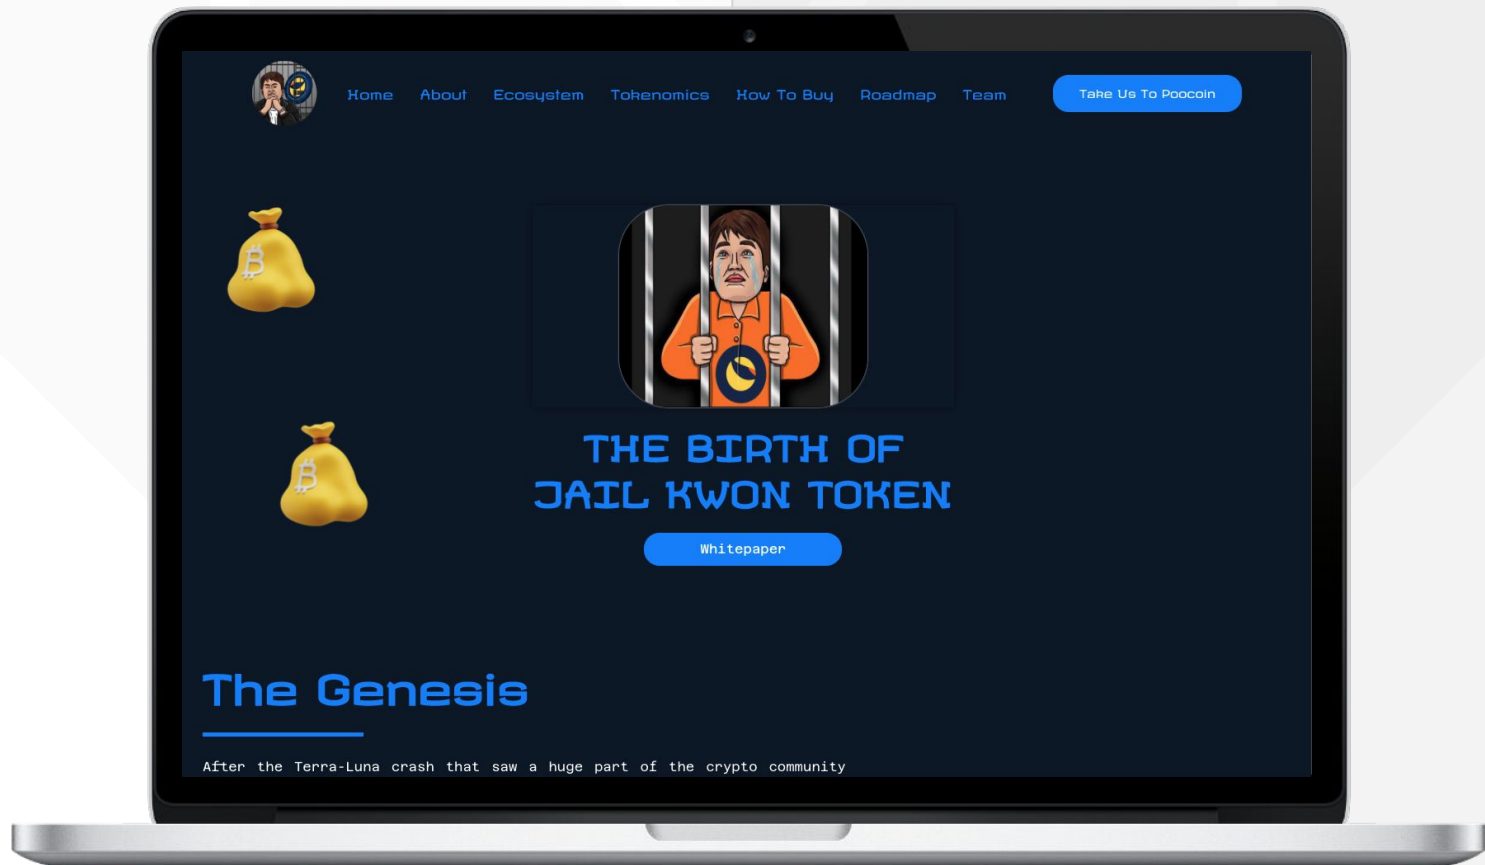 Home About Ecosystem Tokenomics How To Buy Roadmap Team Take Us To Poocoin
THE BIRTH OF
JAIL KWON TOKEN
Whitepaper
The Genesis
After the Terra-Luna crash that saw a huge part of the crypto community